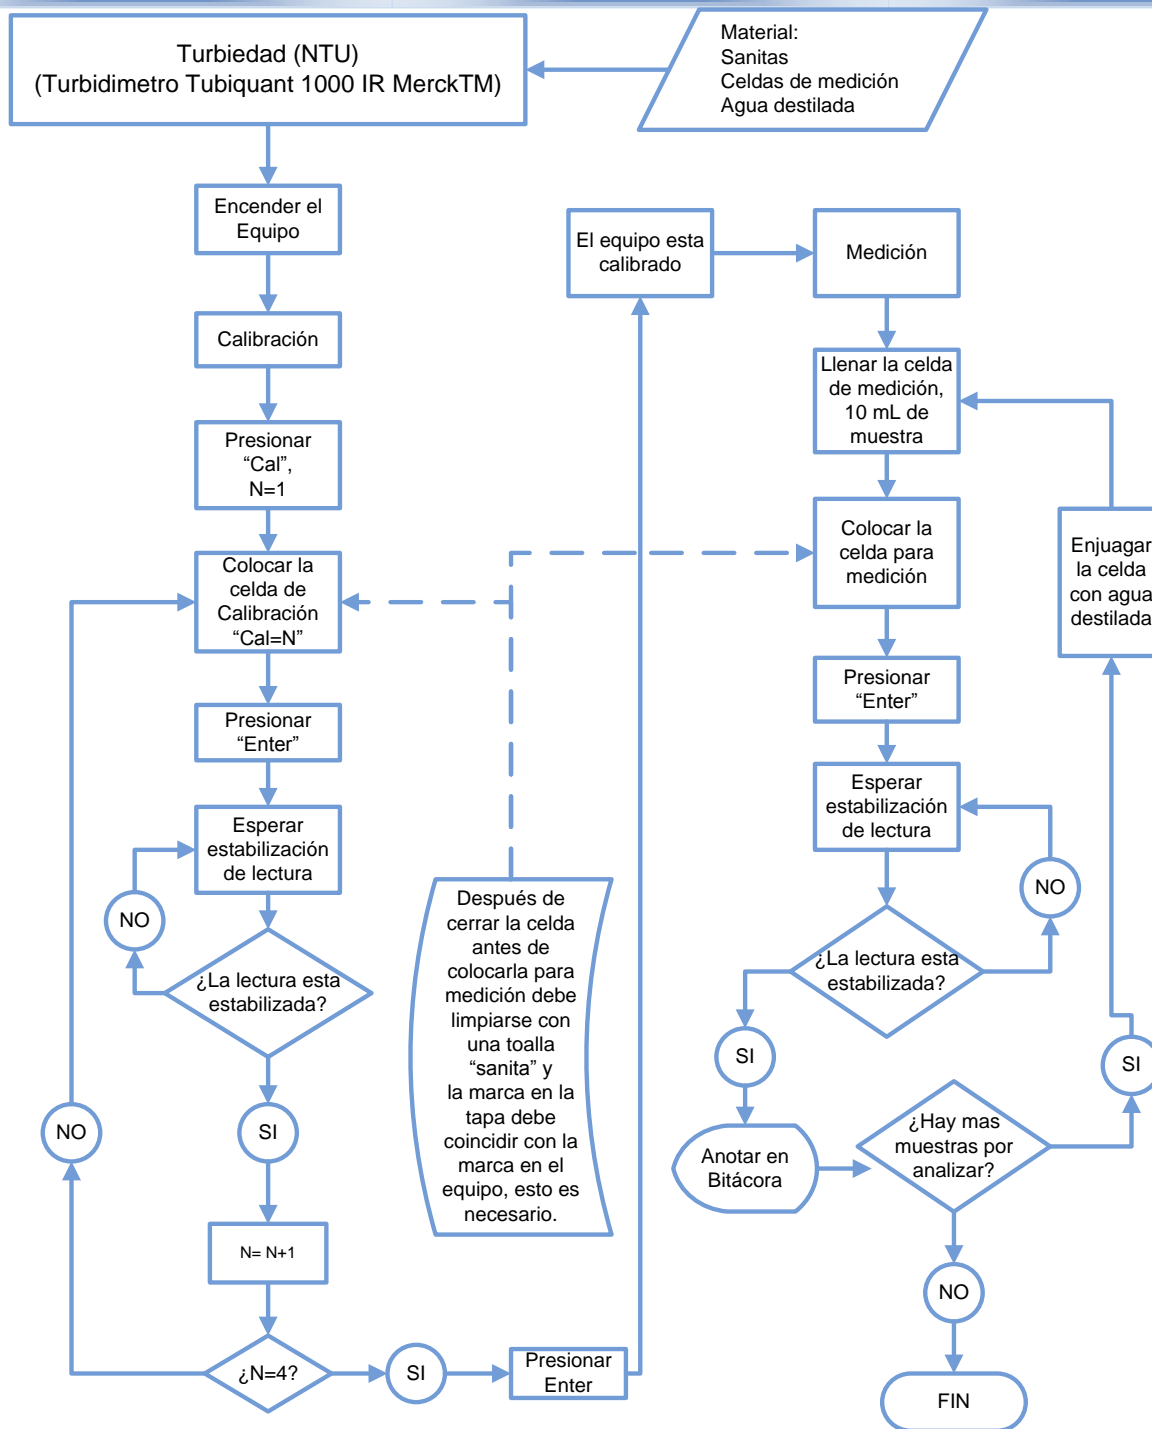 Turbiedad (NTU)
(Turbidimetro Tubiquant 1000 IR MerckTM)
Material:
Sanitas
Celdas de medición
Agua destilada
Encender el
Equipo
Calibración
Presionar
“Cal”,
N=1
Colocar la
celda de
Calibración
“Cal=N”
Presionar
“Enter”
Esperar
estabilización
de lectura
NO
¿La lectura esta
estabilizada?
SI
NO
N= N+1
¿N=4?
SI
Presionar
Enter
Después de
cerrar la celda
antes de
colocarla para
medición debe
limpiarse con
una toalla
“sanita” y
la marca en la
tapa debe
coincidir con la
marca en el
equipo, esto es
necesario.
El equipo esta
calibrado
Medición
Llenar la celda
de medición,
10 mL de
muestra
Colocar la
celda para
medición
Presionar
“Enter”
Esperar
estabilización
de lectura
NO
¿La lectura esta
estabilizada?
SI
Anotar en
Bitácora
¿Hay mas
muestras por
analizar?
SI
Enjuagar
la celda
con agua
destilada
NO
FIN